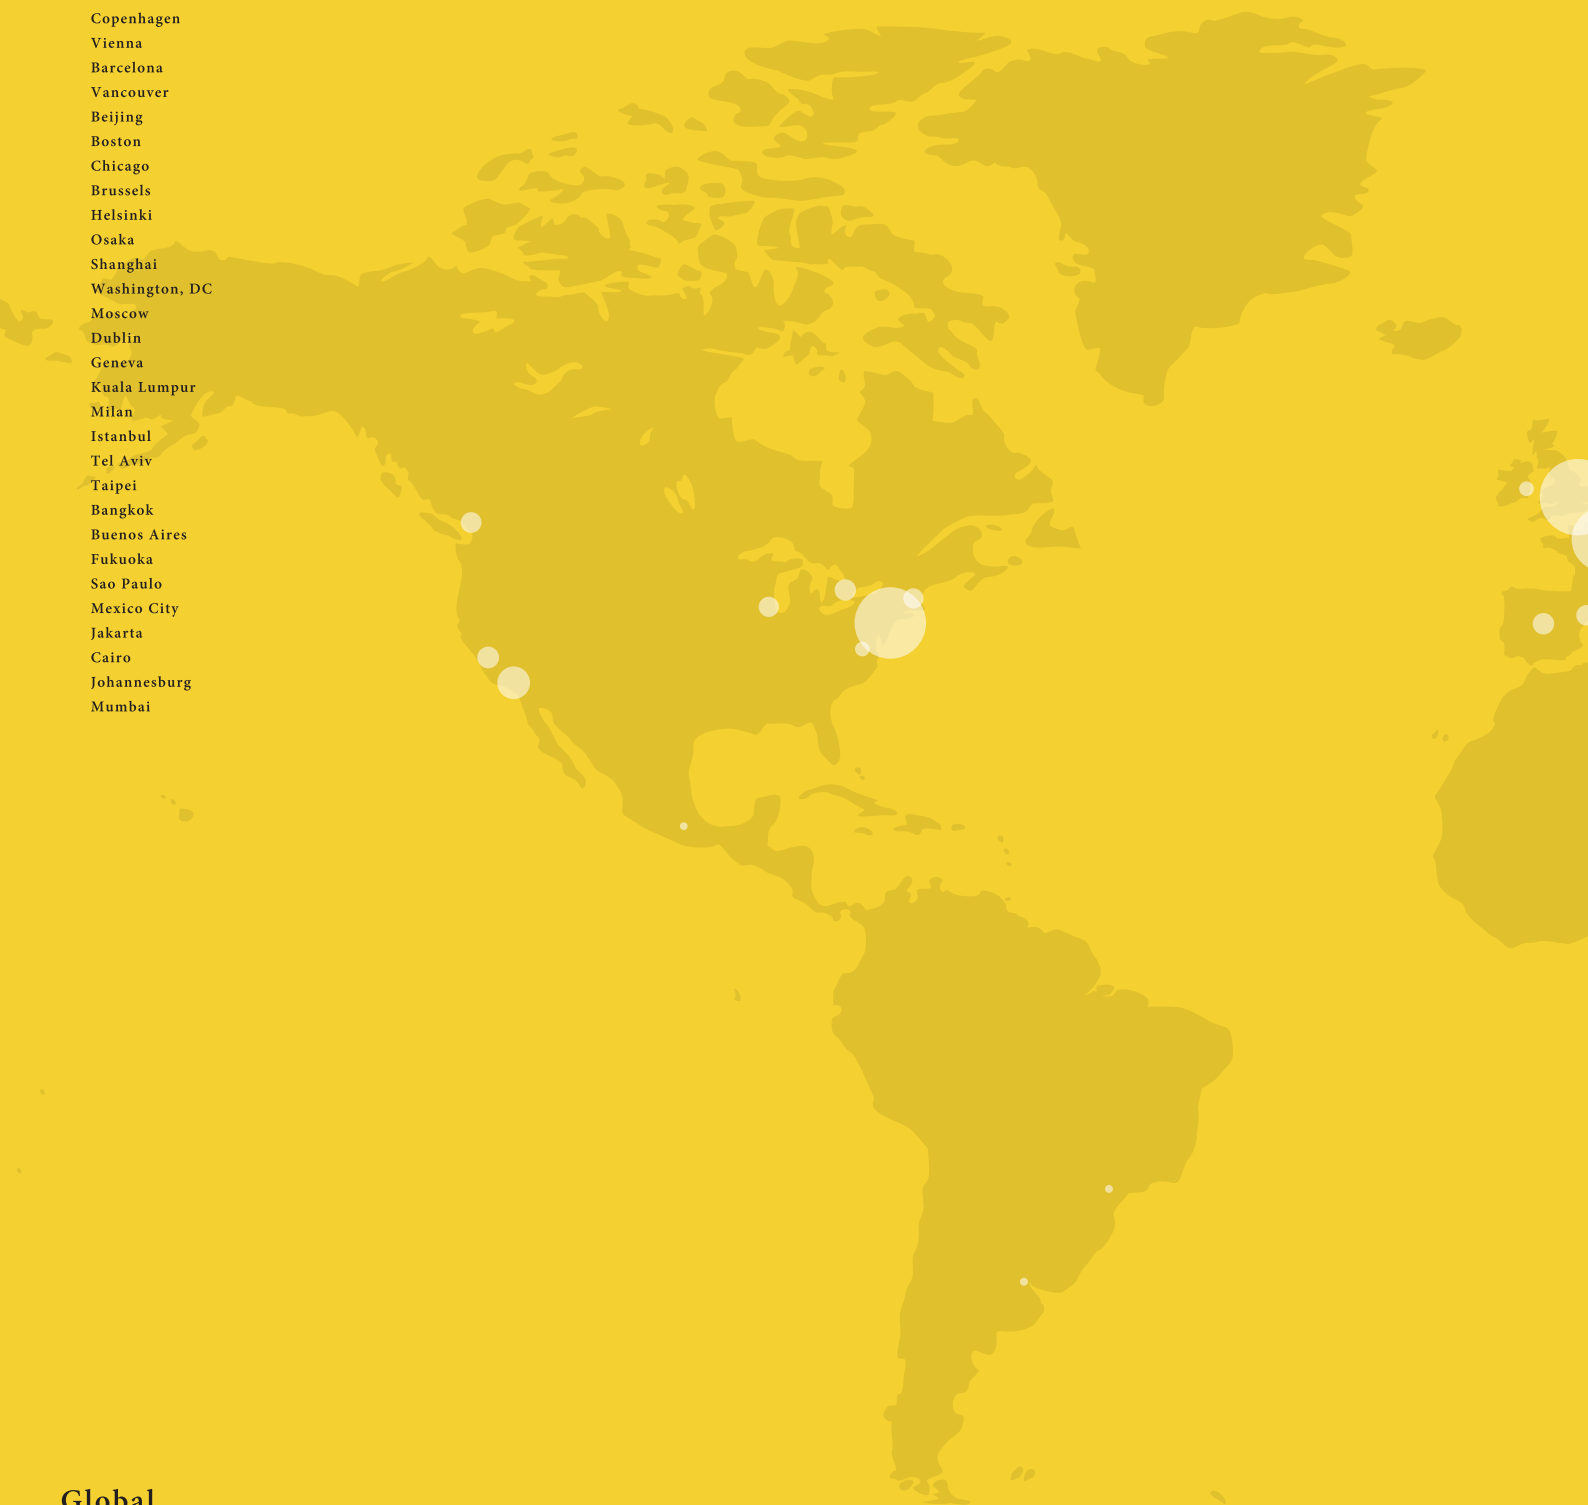 Copenhagen
Vienna
Barcelona
Vancouver
Beijing
Boston
Chicago
Brussels
Helsinki
Osaka
Shanghai
Washington, DC
Moscow
Dublin
Geneva
Kuala Lumpur
Milan
Istanbul
Tel Aviv
Taipei
Bangkok
Buenos Aires
Fukuoka
Sao Paulo
Mexico City
Jakarta
Cairo
Johannesburg
Mumbai
Global